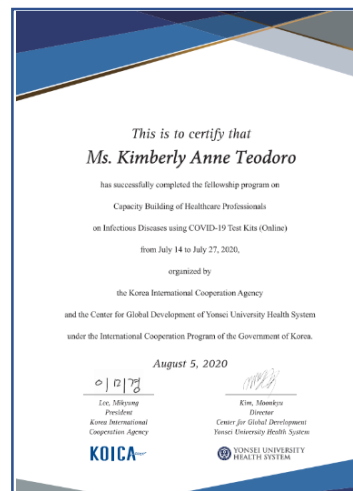 This is to certify that
Ms. Kimberly Anne Teodoro
has successfully completed the fellowship program on
Capacity Building of Healthcare Professionals
on Infectious Diseases using COVID-19 Test Kits (Online)
from July 14 to July 27, 2020,
organized by
the Korea International Cooperation Agency
and the Center for Global Development of Yonsei University Health System
under the International Cooperation Program of the Government of Korea.
August 5, 2020
이미경
Lee, Mikyung
President
Korea International
Cooperation Agency
KOICA
Kim,
Director
Center for Global Development
Yonsei University Health System
YONSEI UNIVERSITY
HEALTH SYSTEM